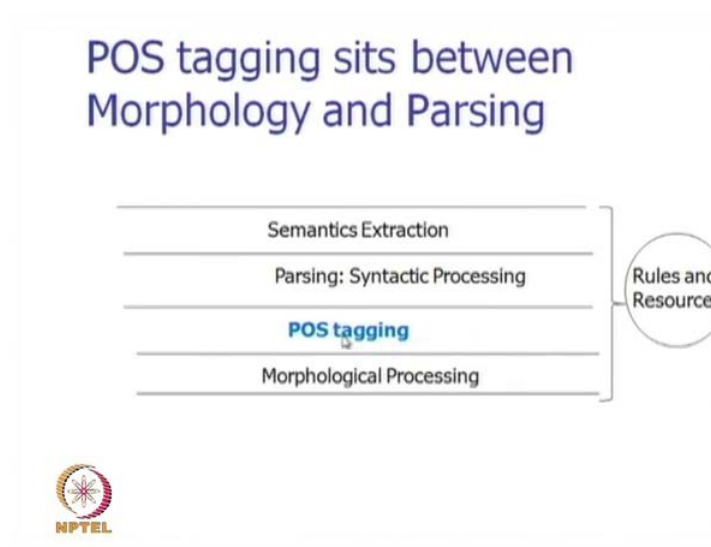 POS tagging sits between
Morphology and Parsing
Semantics Extraction
Parsing: Syntactic Processing
Rules and
Resource
POS tagging
Morphological Processing
NPTEL